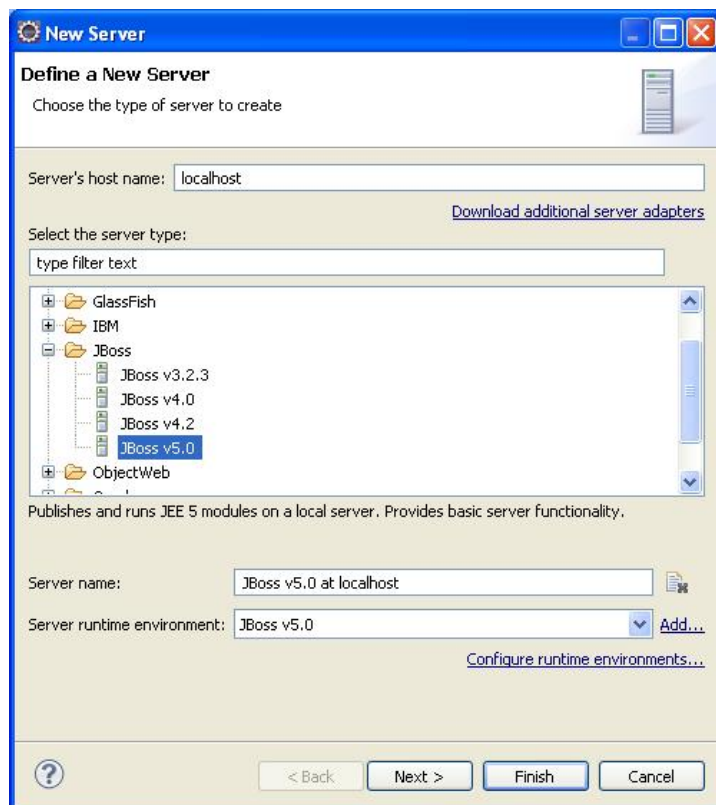 New Server
Define a New Server
Choose the type of server to create
Server's host name: localhost
Download additional server adapters
Select the server type:
type filter text
GlassFish
IBM
JBoss
JBoss v3.2.3
JBoss v4.0
JBoss v4.2
JBoss v5.0
ObjectWeb
Publishes and runs JEE 5 modules on a local server. Provides basic server functionality.
Server name: JBoss v5.0 at localhost
Server runtime environment: JBoss v5.0 Add...
Configure runtime environments...
? < Back Next > Finish Cancel